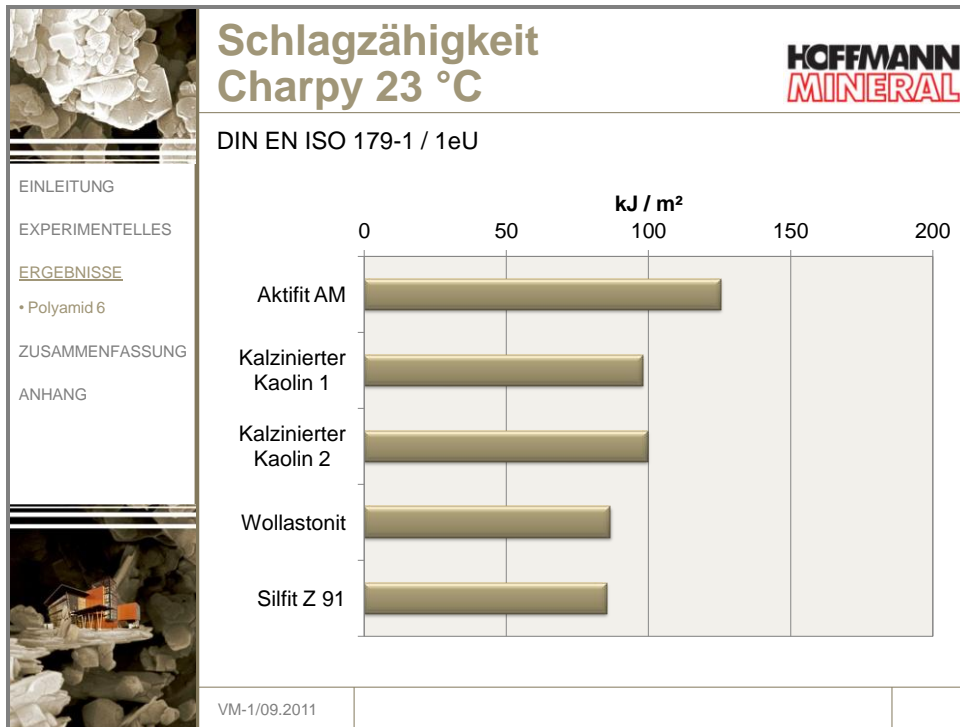 Schlagzähigkeit
Charpy 23 °C
HOFFMANN
MINERAL
DIN EN ISO 179-1 / 1eU
EINLEITUNG
EXPERIMENTELLES
ERGEBNISSE
• Polyamid 6
ZUSAMMENFASSUNG
ANHANG
kJ / m²
0 50 100 150 200
Aktifit AM
Kalzinierter
Kaolin 1
Kalzinierter
Kaolin 2
Wollastonit
Silfit Z 91
VM-1/09.2011